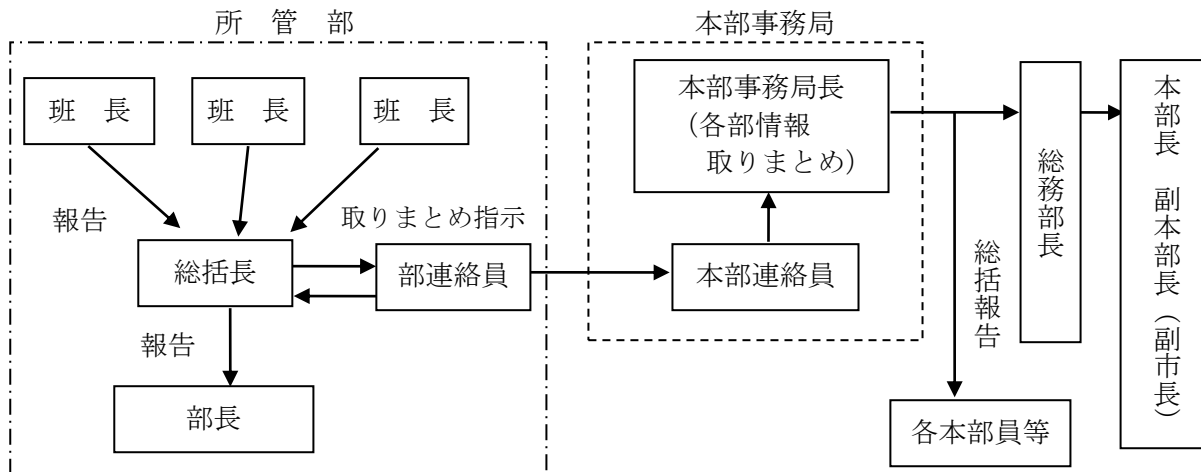 所 管 部
本部事務局
班 長
班 長
班 長
本部事務局長
（各部情報
取りまとめ）
総務部長
本部長 副本部長（副市長）
報告
取りまとめ指示
総括長
部連絡員
本部連絡員
総括報告
報告
部長
各本部員等